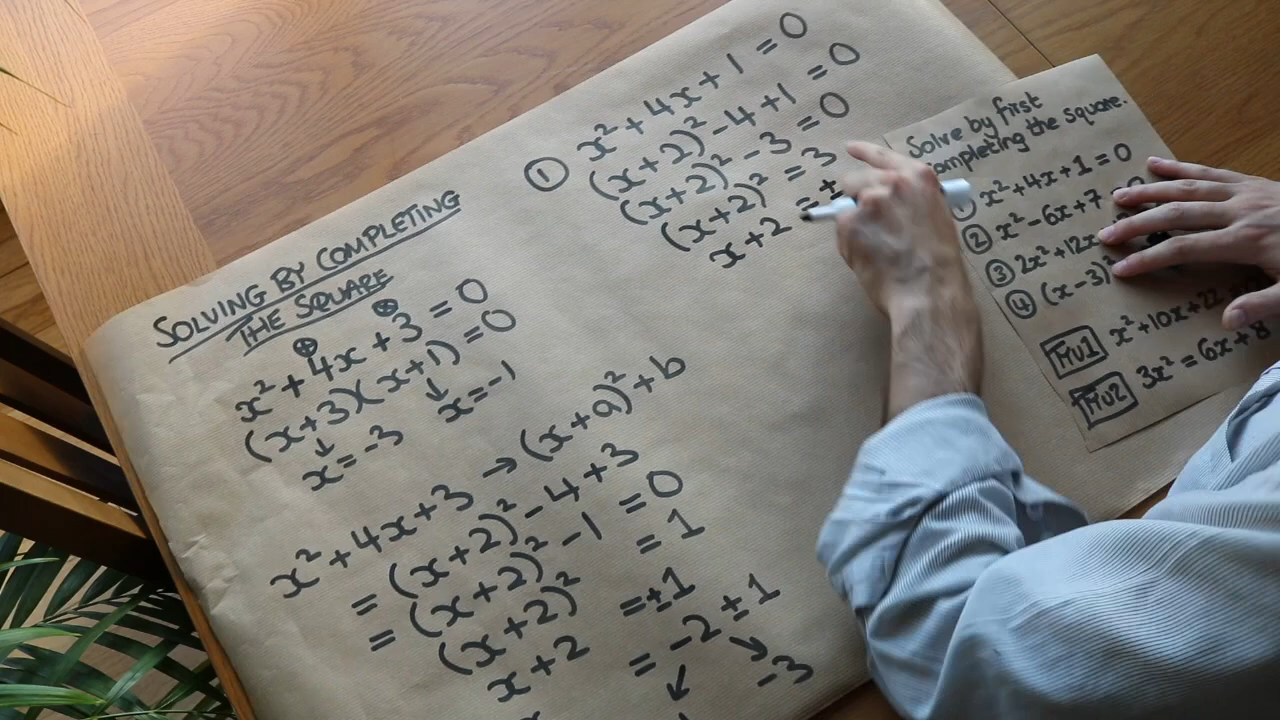 SOLVING BY COMPLETING
THE SQUARE
x² + 4x + 3 = 0
(x+3)(x+1) = 0
↓ ↓
x = -3 x = -1
x² + 4x + 3 → (x+a)² + b
= (x+2)² - 4 + 3
= (x+2)² - 1 = 0
(x+2)² = 1
x+2 = ±1
= -2 ± 1
↙ ↘
-3
① x² + 4x + 1 = 0
(x+2)² - 4 + 1 = 0
(x+2)² - 3 = 0
(x+2)² = 3
x+2 = ±
Solve by first
completing the square.
① x² + 4x + 1 = 0
② x² - 6x + 7
③ 2x² + 12x
④ (x-3)
TRY1 x² + 10x + 22
TRY2 3x² = 6x + 8